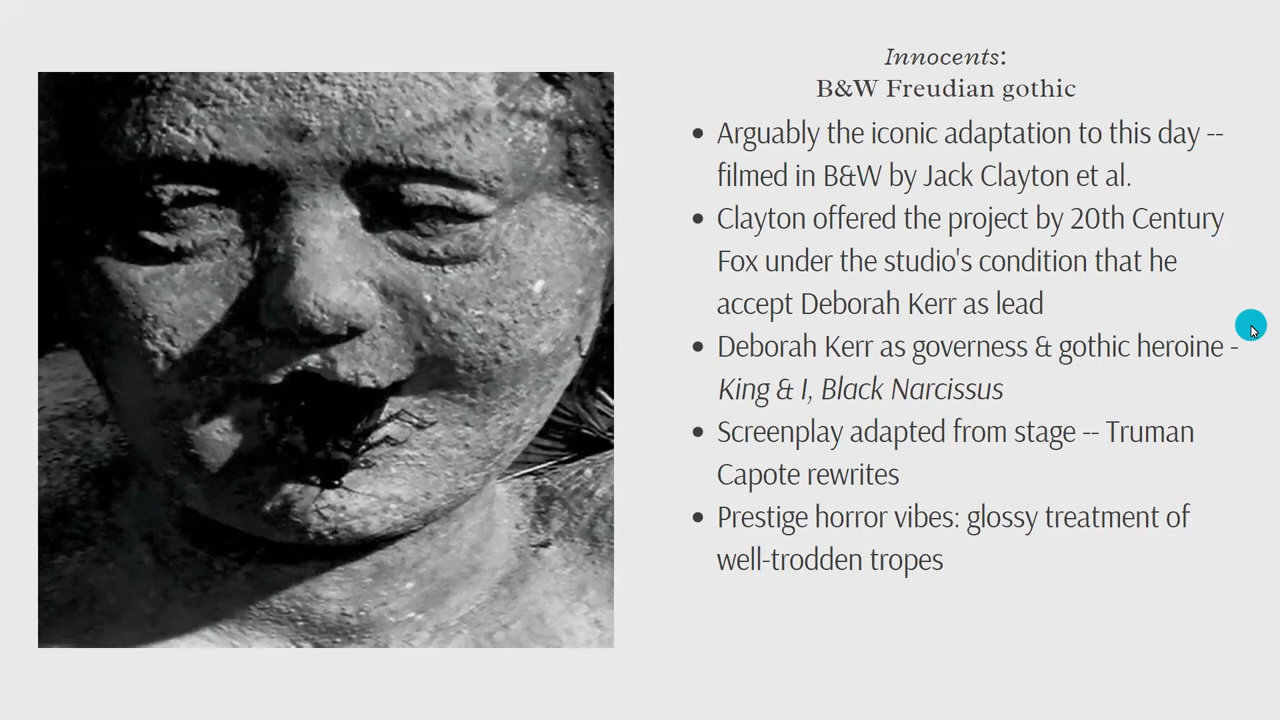 Innocents:
B&W Freudian gothic
• Arguably the iconic adaptation to this day --
filmed in B&W by Jack Clayton et al.
• Clayton offered the project by 20th Century
Fox under the studio's condition that he
accept Deborah Kerr as lead
• Deborah Kerr as governess & gothic heroine -
King & I, Black Narcissus
• Screenplay adapted from stage -- Truman
Capote rewrites
• Prestige horror vibes: glossy treatment of
well-trodden tropes